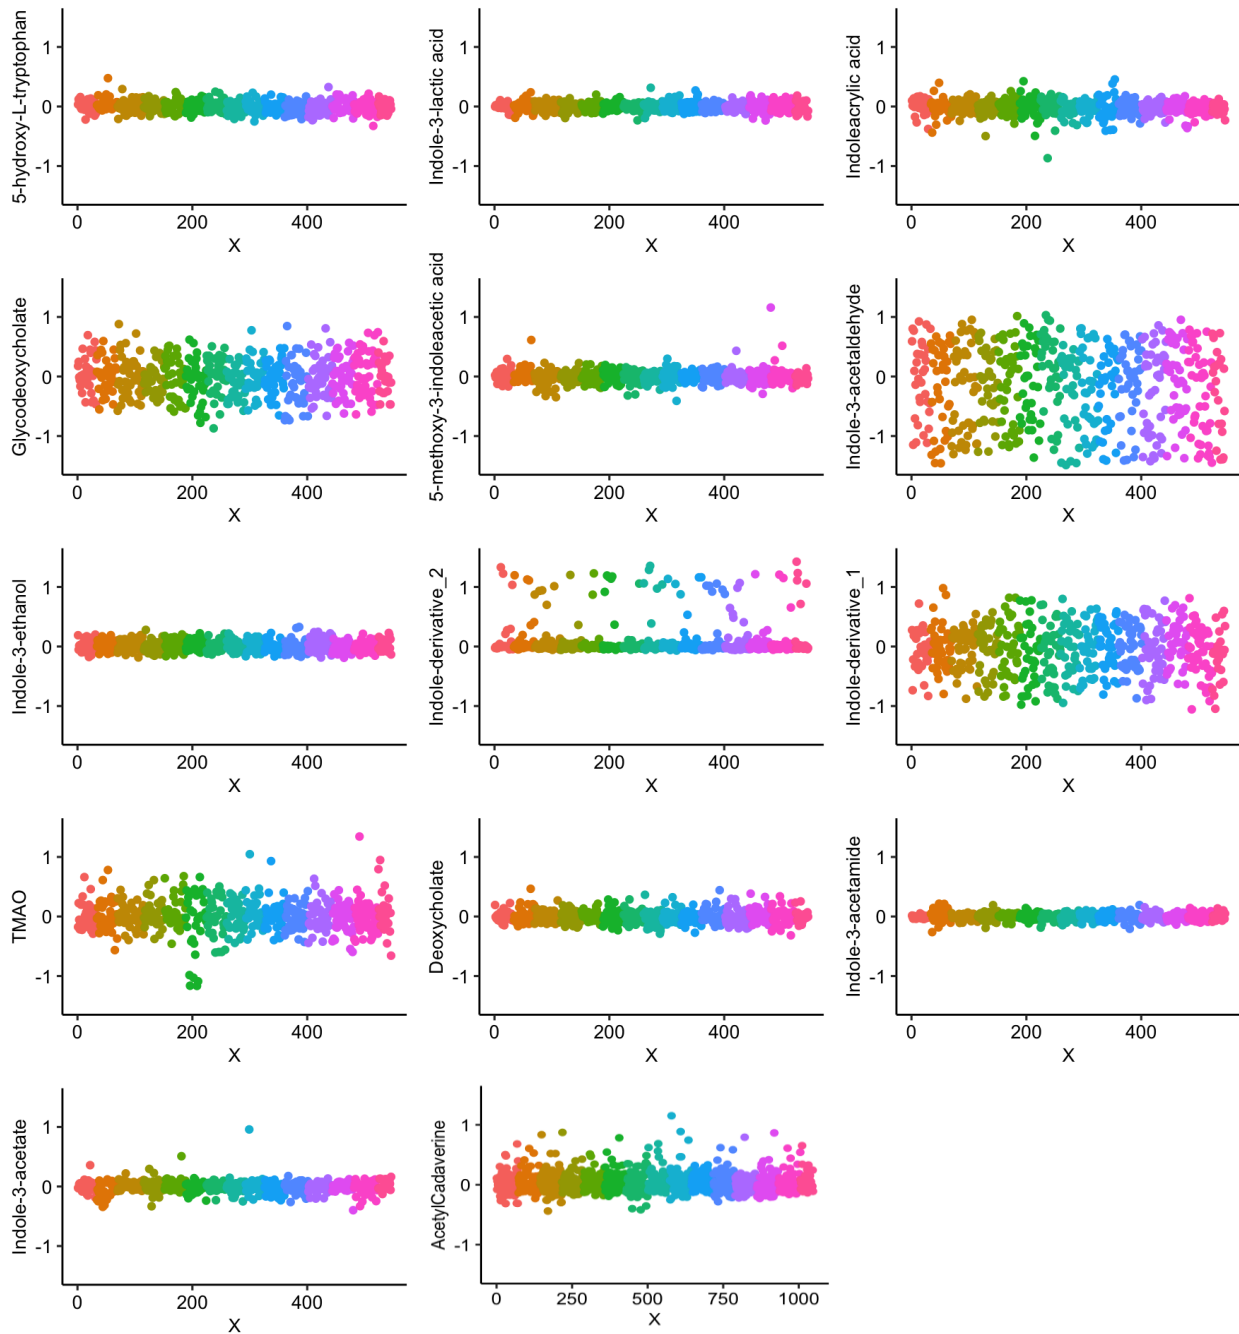 5-hydroxy-L-tryptophan
1
0
-1
0 200 400
X
Indole-3-lactic acid
1
0
-1
0 200 400
X
Indoleacrylic acid
1
0
-1
0 200 400
X
Glycodeoxycholate
1
0
-1
0 200 400
X
5-methoxy-3-indoleacetic acid
1
0
-1
0 200 400
X
Indole-3-acetaldehyde
1
0
-1
0 200 400
X
Indole-3-ethanol
1
0
-1
0 200 400
X
Indole-derivative_2
1
0
-1
0 200 400
X
Indole-derivative_1
1
0
-1
0 200 400
X
TMAO
1
0
-1
0 200 400
X
Deoxycholate
1
0
-1
0 200 400
X
Indole-3-acetamide
1
0
-1
0 200 400
X
Indole-3-acetate
1
0
-1
0 200 400
X
AcetylCadaverine
1
0
-1
0 250 500 750 1000
X